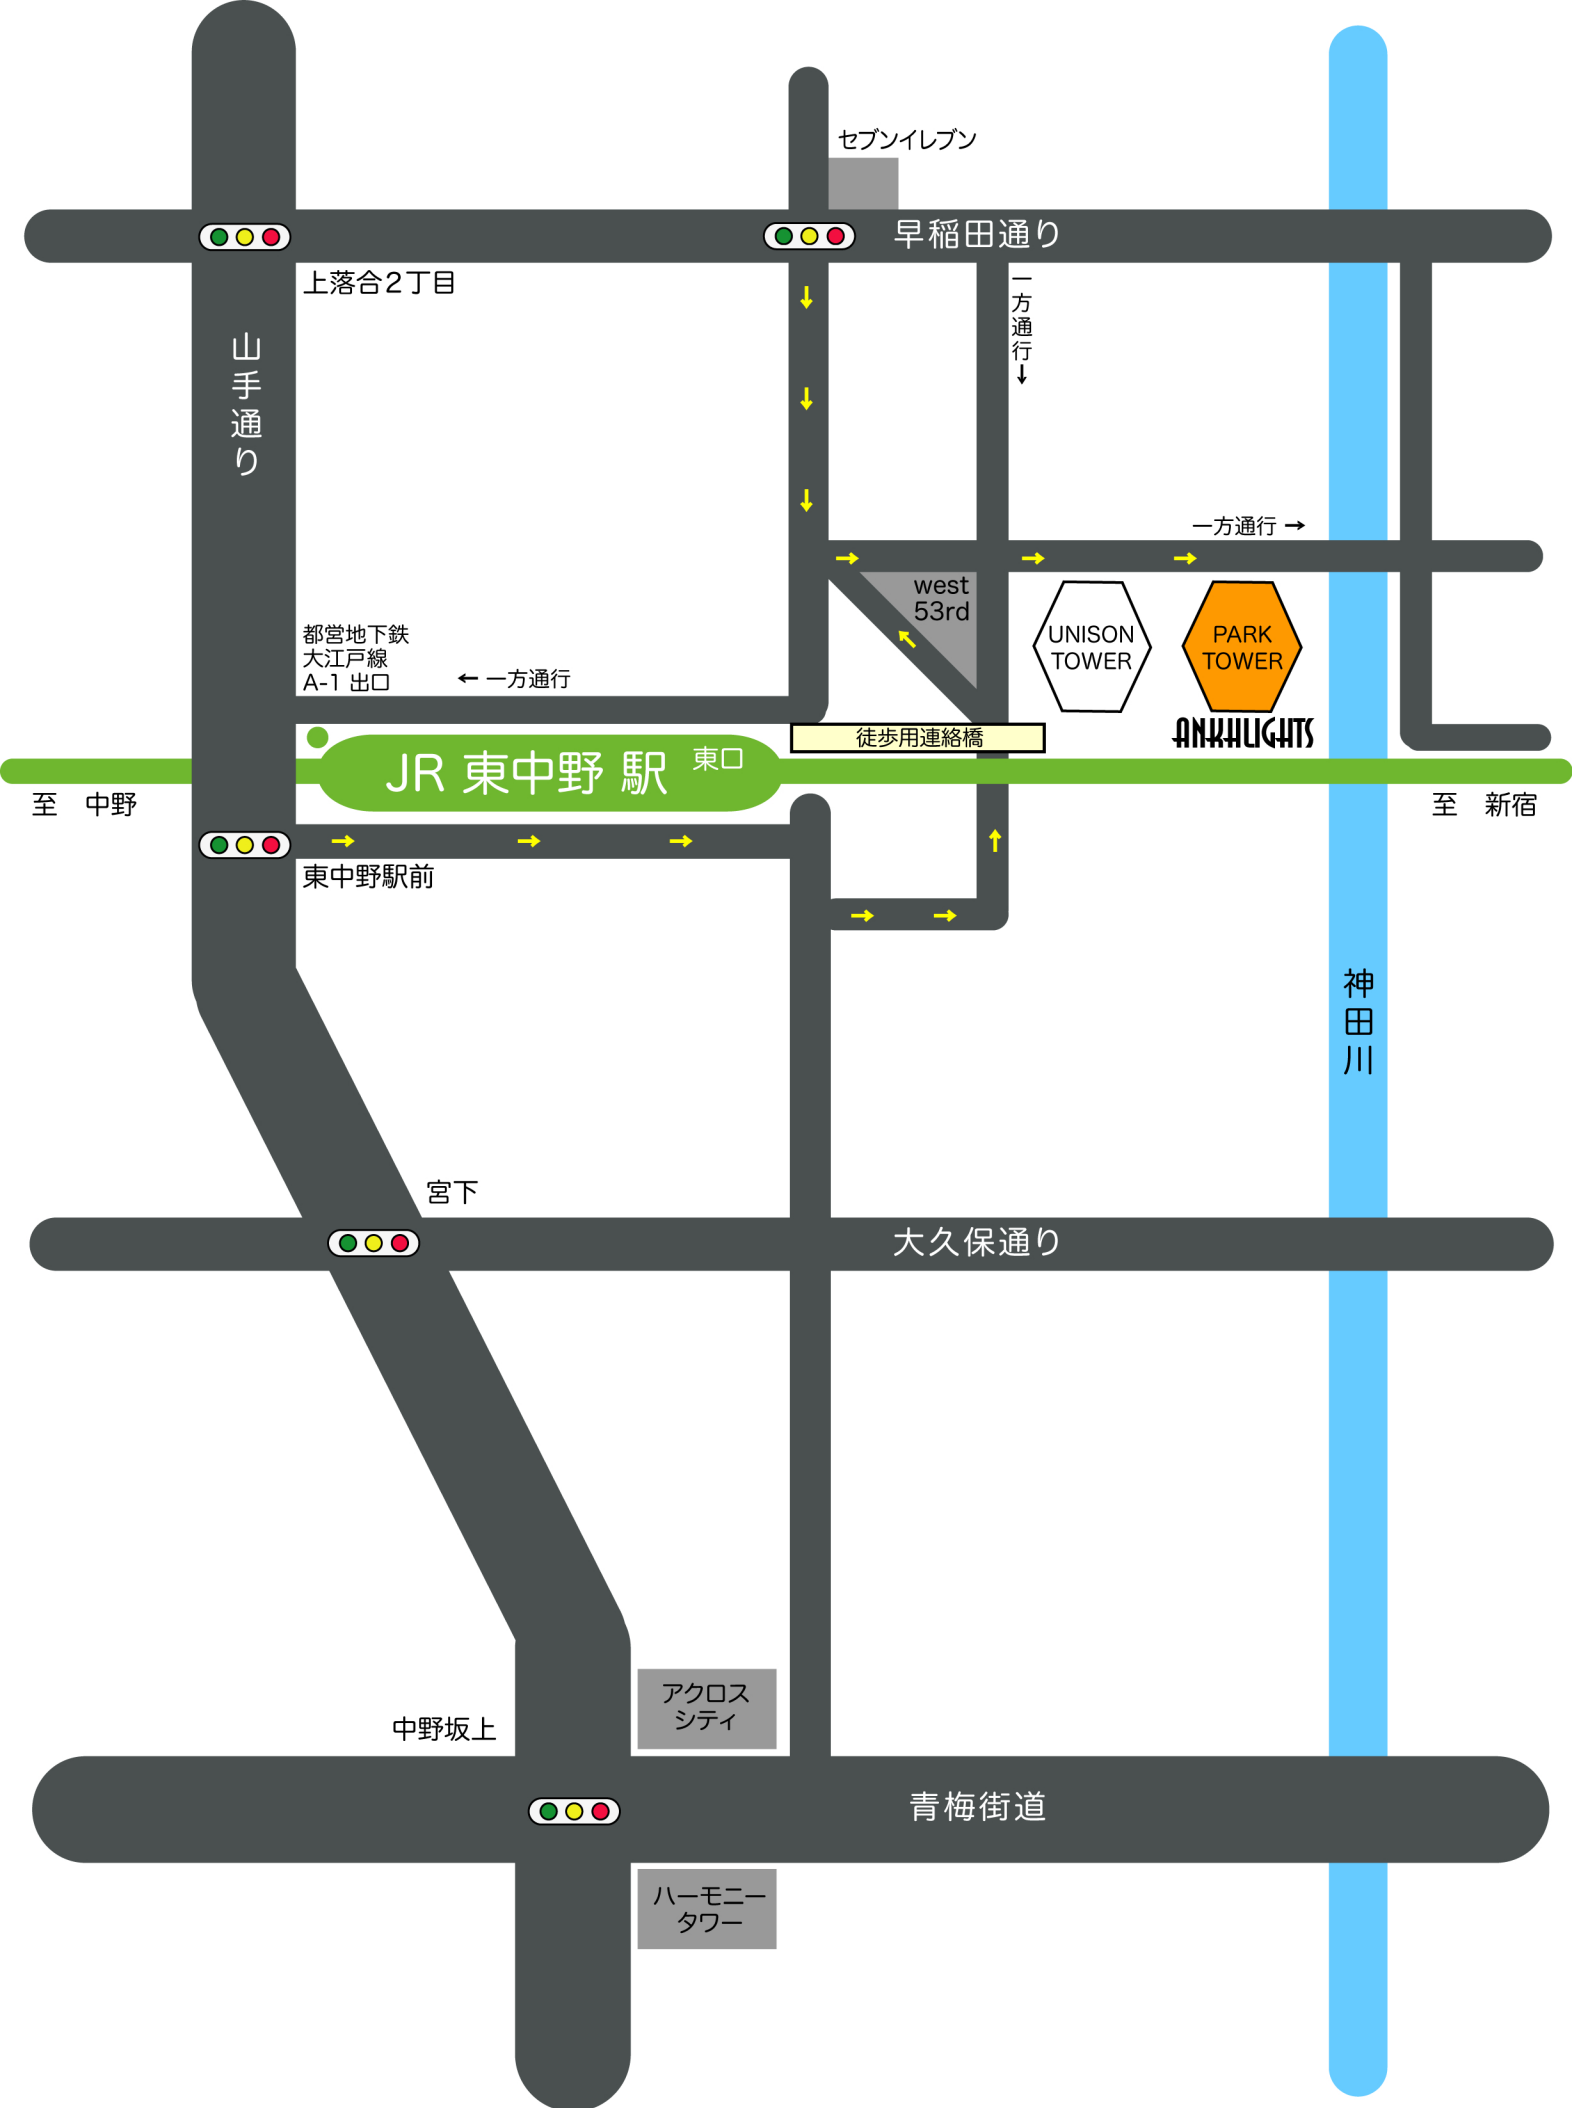 セブンイレブン
早稲田通り
上落合2丁目
一方通行↓
山手通り
一方通行 →
west
53rd
UNISON
TOWER
PARK
TOWER
ANKHLIGHTS
都営地下鉄
大江戸線
A-1 出口
← 一方通行
徒歩用連絡橋
JR 東中野 駅 東口
至 中野
至 新宿
東中野駅前
神田川
宮下
大久保通り
アクロス
シティ
中野坂上
青梅街道
ハーモニー
タワー